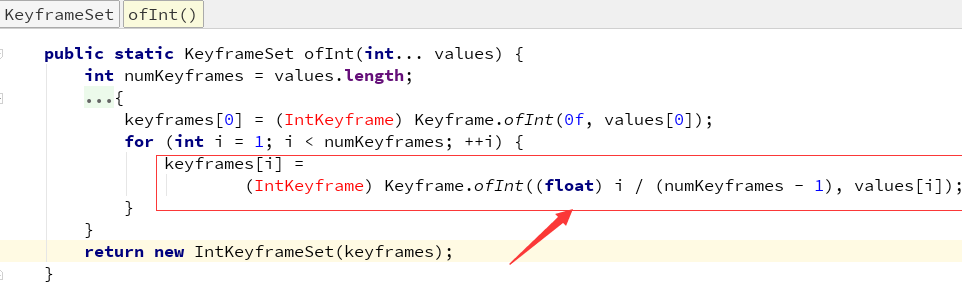 KeyframeSet ofInt()
public static KeyframeSet ofInt(int... values) {
int numKeyframes = values.length;
...{
keyframes[0] = (IntKeyframe) Keyframe.ofInt(0f, values[0]);
for (int i = 1; i < numKeyframes; ++i) {
keyframes[i] =
(IntKeyframe) Keyframe.ofInt((float) i / (numKeyframes - 1), values[i]);
}
}
return new IntKeyframeSet(keyframes);
}